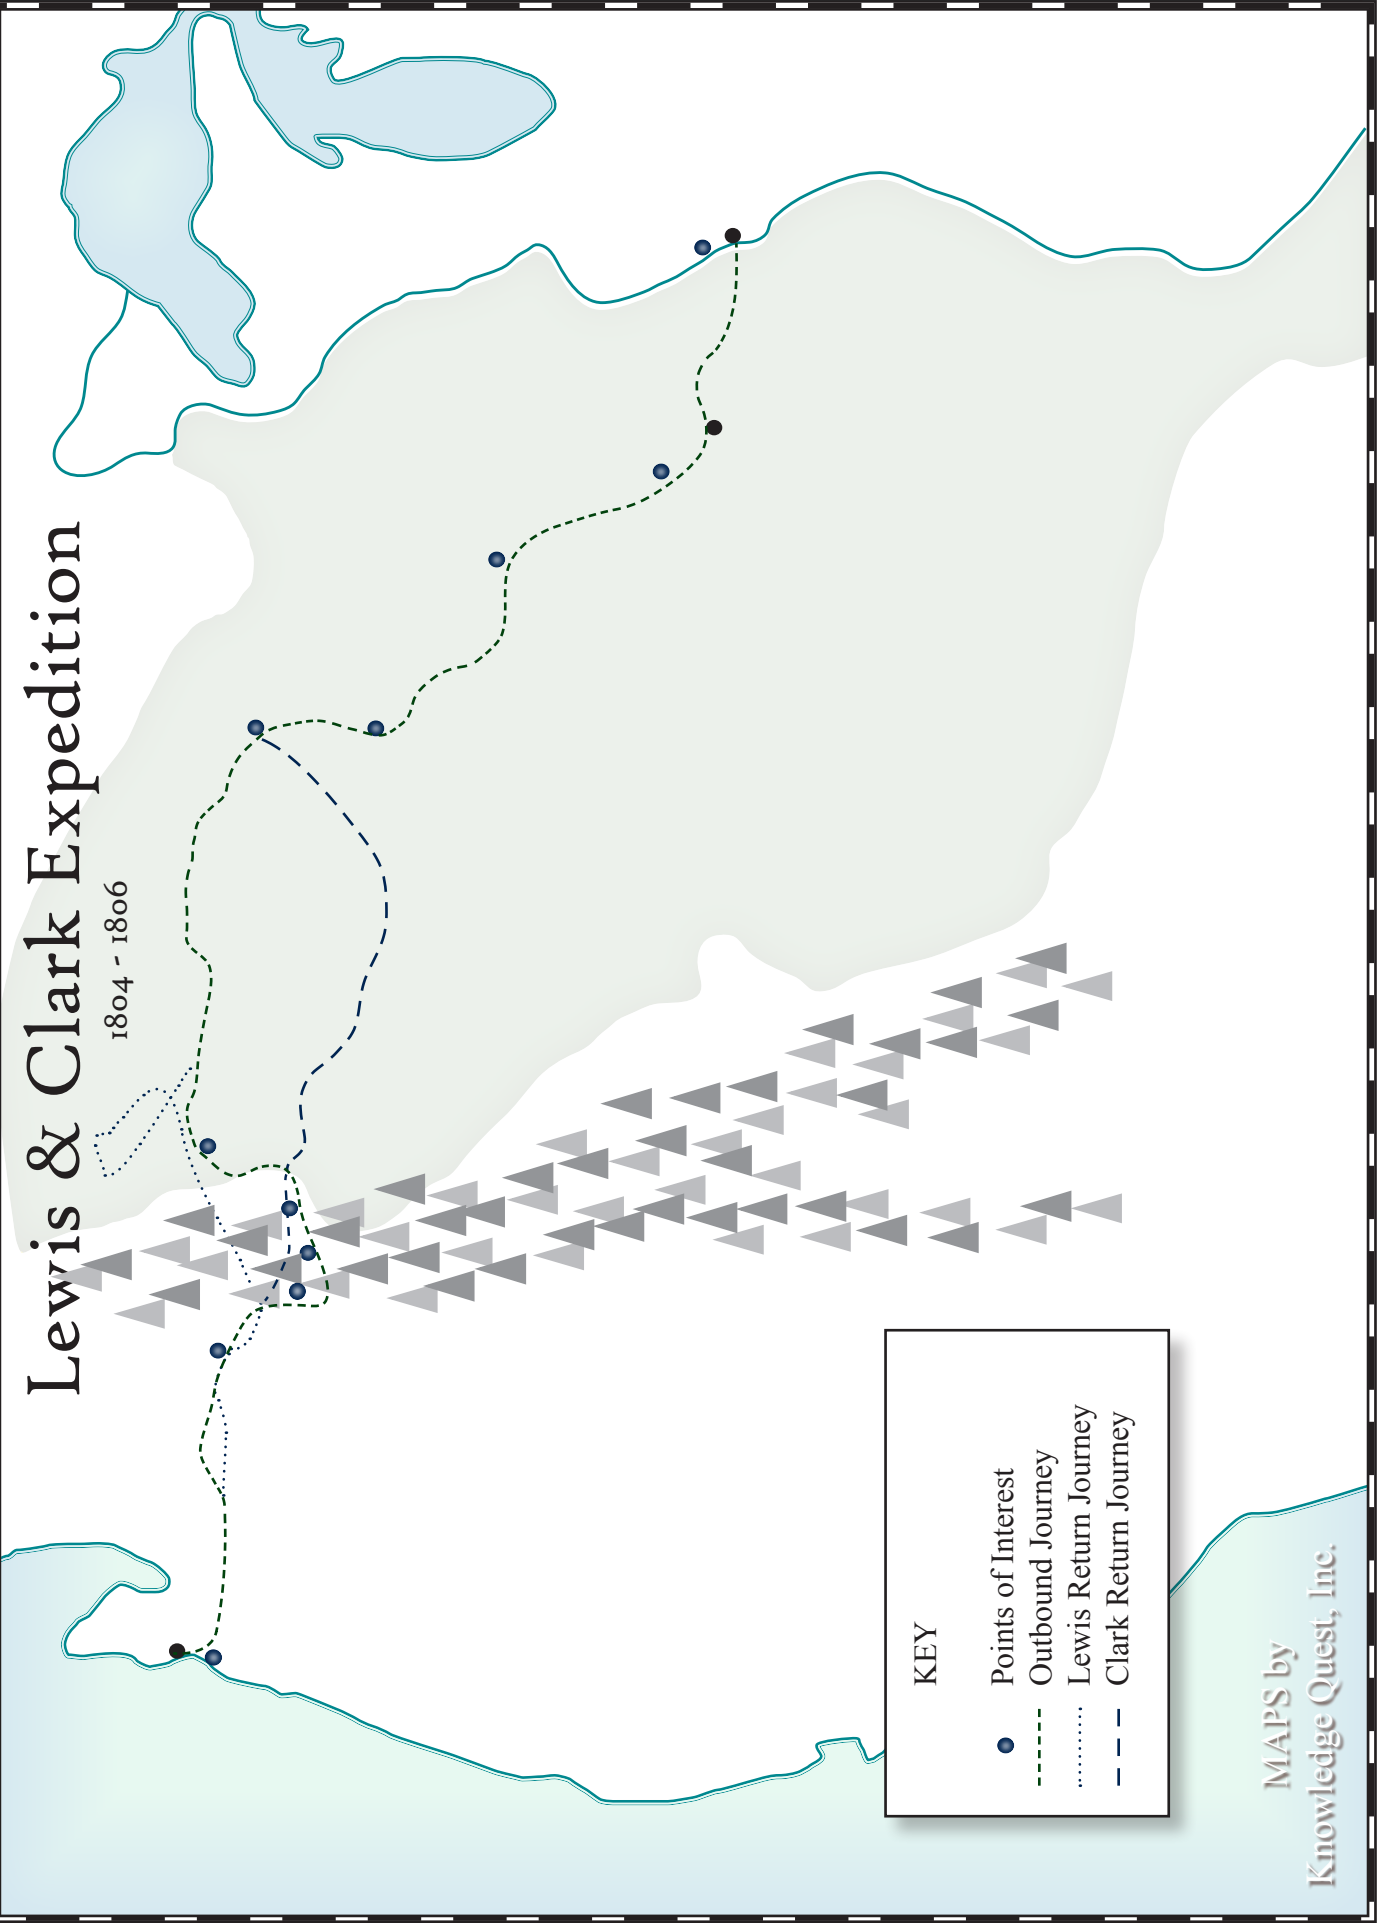 Lewis & Clark Expedition
1804 - 1806
KEY
Points of Interest
Outbound Journey
Lewis Return Journey
Clark Return Journey
MAPS by
Knowledge Quest, Inc.